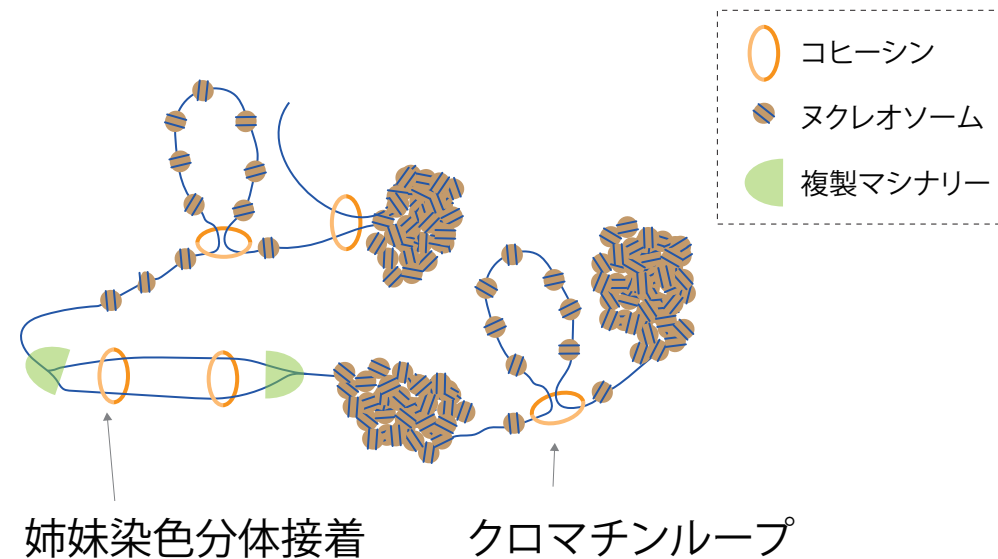 コヒーシン
ヌクレオソーム
複製マシナリー
姉妹染色分体接着
クロマチンループ